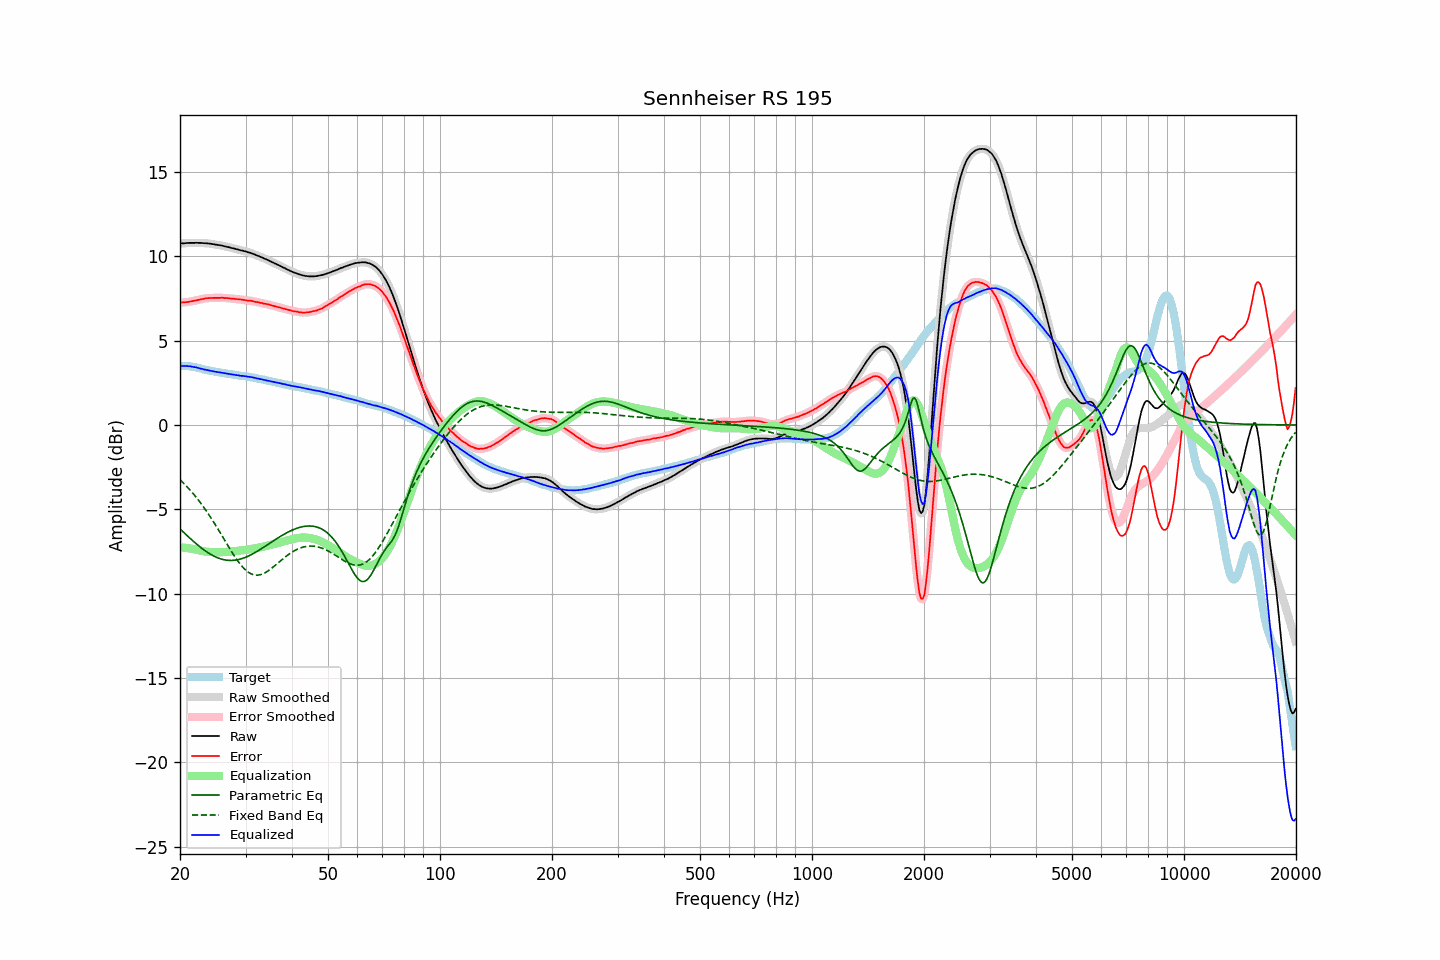 Sennheiser RS 195
Amplitude (dBr)
15
10
5
0
−5
−10
−15
−20
−25
Target
Raw Smoothed
Error Smoothed
Raw
Error
Equalization
Parametric Eq
Fixed Band Eq
Equalized
20 50 100 200 500 1000 2000 5000 10000 20000
Frequency (Hz)